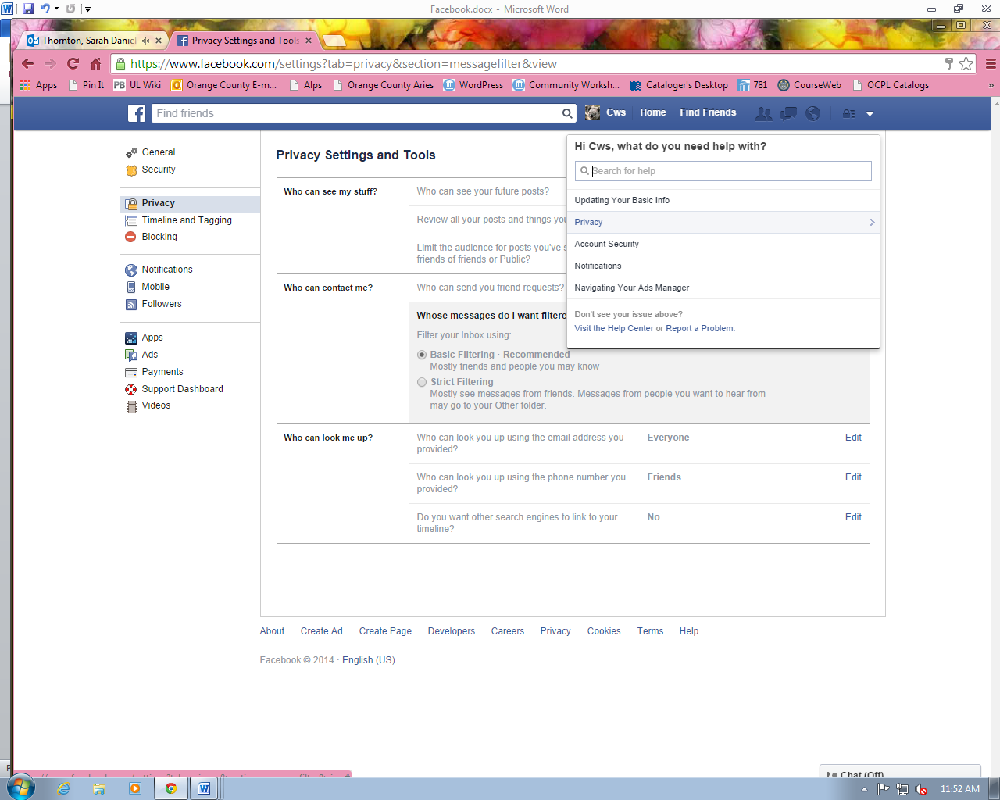 Facebook.docx - Microsoft Word
Thornton, Sarah Daniel
Privacy Settings and Tools
https://www.facebook.com/settings?tab=privacy&section=messagefilter&view
Apps Pin It UL Wiki Orange County E-m... Alps Orange County Aries WordPress Community Worksh... Cataloger's Desktop 781 CourseWeb OCPL Catalogs »
Find friends
Cws Home Find Friends
General
Security
Privacy
Timeline and Tagging
Blocking
Notifications
Mobile
Followers
Apps
Ads
Payments
Support Dashboard
Videos
Privacy Settings and Tools
Who can see my stuff?
Who can see your future posts?
Review all your posts and things you
Limit the audience for posts you've s
friends of friends or Public?
Who can contact me?
Who can send you friend requests?
Whose messages do I want filtere
Filter your Inbox using:
Basic Filtering · Recommended
Mostly friends and people you may know
Strict Filtering
Mostly see messages from friends. Messages from people you want to hear from
may go to your Other folder.
Who can look me up?
Who can look you up using the email address you
provided?
Everyone
Edit
Who can look you up using the phone number you
provided?
Friends
Edit
Do you want other search engines to link to your
timeline?
No
Edit
Hi Cws, what do you need help with?
Search for help
Updating Your Basic Info
Privacy
Account Security
Notifications
Navigating Your Ads Manager
Don't see your issue above?
Visit the Help Center or Report a Problem.
About Create Ad Create Page Developers Careers Privacy Cookies Terms Help
Facebook © 2014 · English (US)
Chat (Off)
11:52 AM